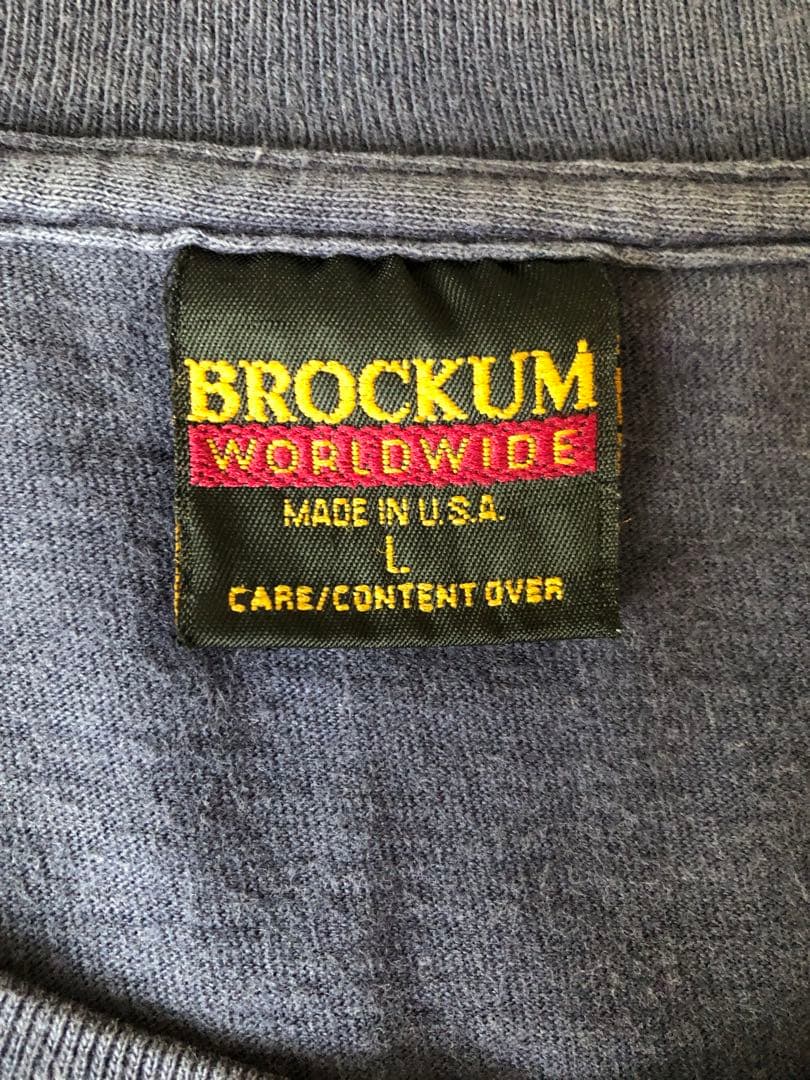 BROCKUM
WORLDWIDE
MADE IN U.S.A.
L
CARE/CONTENT OVER